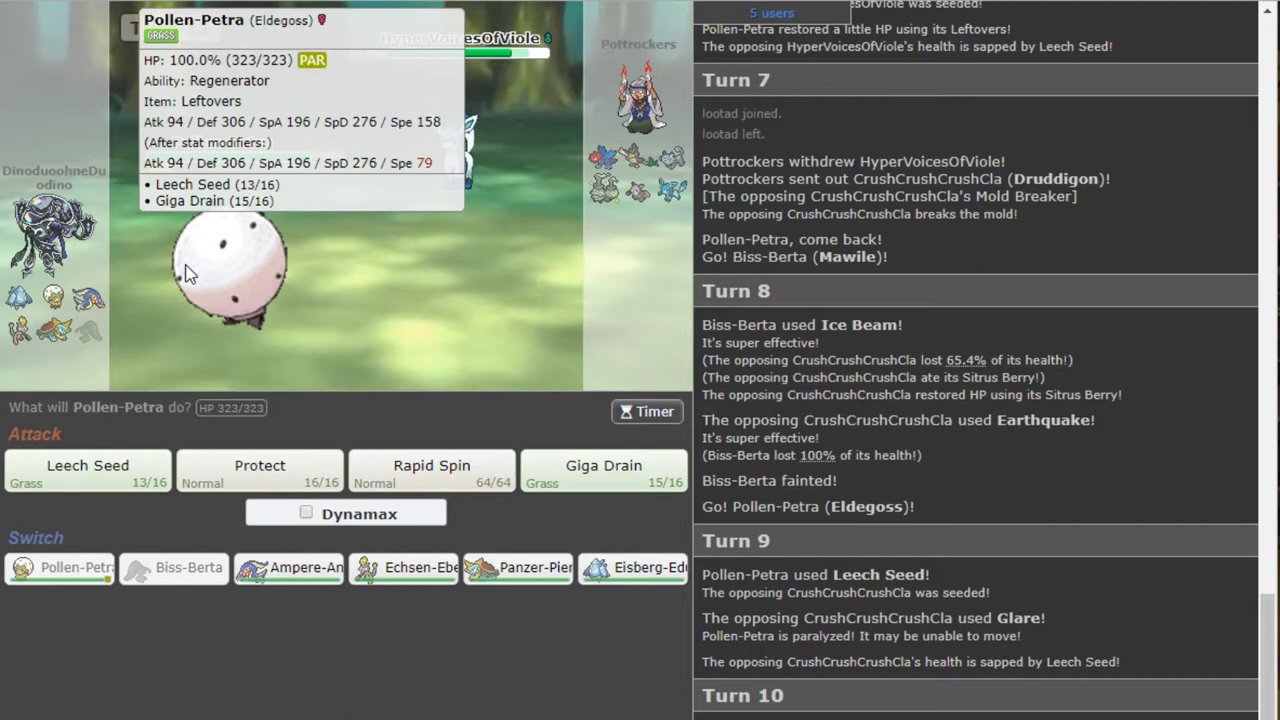 Pollen-Petra (Eldegoss)
GRASS
HP: 100.0% (323/323) PAR
Ability: Regenerator
Item: Leftovers
Atk 94 / Def 306 / SpA 196 / SpD 276 / Spe 158
(After stat modifiers:)
Atk 94 / Def 306 / SpA 196 / SpD 276 / Spe 79
• Leech Seed (13/16)
• Giga Drain (15/16)
HyperVoicesOfViole
Pottrockers
DinoduoohneDu
odino
What will Pollen-Petra do? HP 323/323
Timer
Attack
Leech Seed
Grass 13/16
Protect
Normal 16/16
Rapid Spin
Normal 64/64
Giga Drain
Grass 15/16
Dynamax
Switch
Pollen-Petra
Biss-Berta
Ampere-An
Echsen-Ebe
Panzer-Pier
Eisberg-Edu
5 users
esOfViole was seeded!
Pollen-Petra restored a little HP using its Leftovers!
The opposing HyperVoicesOfViole's health is sapped by Leech Seed!
Turn 7
lootad joined.
lootad left.
Pottrockers withdrew HyperVoicesOfViole!
Pottrockers sent out CrushCrushCrushCla (Druddigon)!
[The opposing CrushCrushCrushCla's Mold Breaker]
The opposing CrushCrushCrushCla breaks the mold!
Pollen-Petra, come back!
Go! Biss-Berta (Mawile)!
Turn 8
Biss-Berta used Ice Beam!
It's super effective!
(The opposing CrushCrushCrushCla lost 65.4% of its health!)
(The opposing CrushCrushCrushCla ate its Sitrus Berry!)
The opposing CrushCrushCrushCla restored HP using its Sitrus Berry!
The opposing CrushCrushCrushCla used Earthquake!
It's super effective!
(Biss-Berta lost 100% of its health!)
Biss-Berta fainted!
Go! Pollen-Petra (Eldegoss)!
Turn 9
Pollen-Petra used Leech Seed!
The opposing CrushCrushCrushCla was seeded!
The opposing CrushCrushCrushCla used Glare!
Pollen-Petra is paralyzed! It may be unable to move!
The opposing CrushCrushCrushCla's health is sapped by Leech Seed!
Turn 10